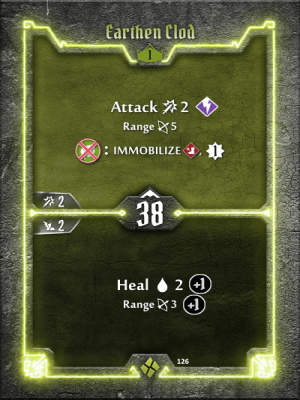 Earthen Clod
1
Attack 2
Range 5
: IMMOBILIZE, 1
2
38
2
Heal 2 +1
Range 3 +1
126